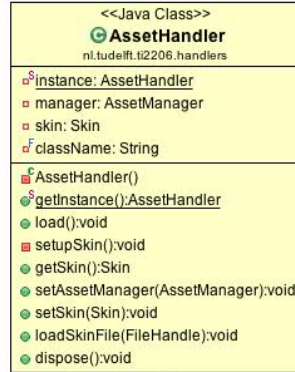 <<Java Class>>
AssetHandler
nl.tudelft.ti2206.handlers
instance: AssetHandler
manager: AssetManager
skin: Skin
className: String
AssetHandler()
getInstance():AssetHandler
load():void
setupSkin():void
getSkin():Skin
setAssetManager(AssetManager):void
setSkin(Skin):void
loadSkinFile(FileHandle):void
dispose():void